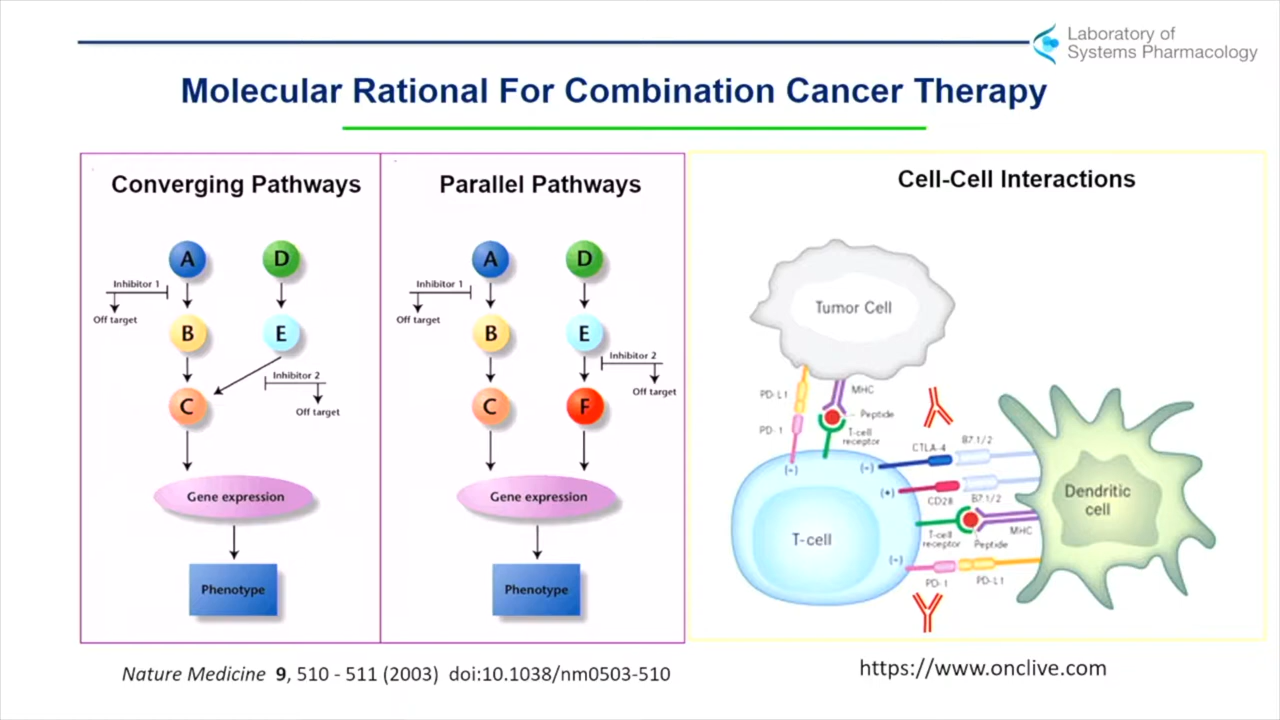 Laboratory of
Systems Pharmacology
Molecular Rational For Combination Cancer Therapy
Converging Pathways
A
D
Inhibitor 1
Off target
B
E
Inhibitor 2
C
Off target
Gene expression
Phenotype
Parallel Pathways
A
D
Inhibitor 1
Off target
B
E
Inhibitor 2
Off target
C
F
Gene expression
Phenotype
Cell-Cell Interactions
Tumor Cell
PD-L1
MHC
Peptide
PD-1
T-cell
receptor
(-)
CTLA-4
B7.1/2
(-)
(+)
CD28
B7.1/2
Dendritic
cell
T-cell
T-cell
receptor
Peptide
MHC
(-)
PD-1
PD-L1
Nature Medicine 9, 510 - 511 (2003) doi:10.1038/nm0503-510
https://www.onclive.com